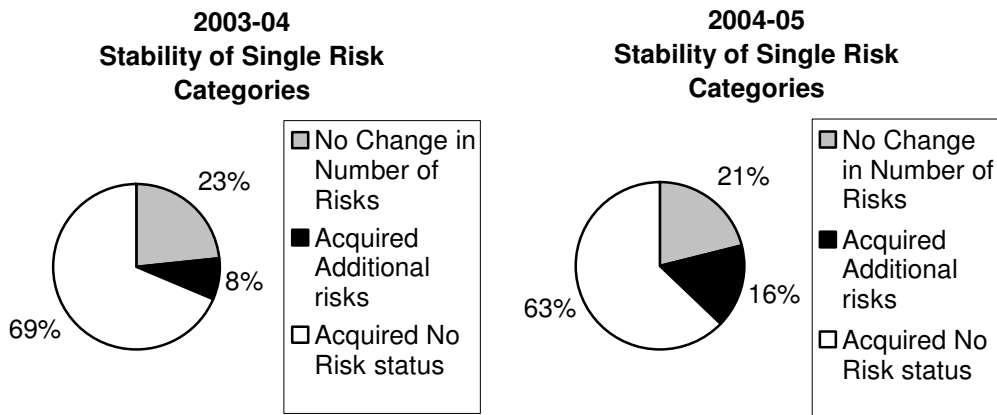 2003-04
Stability of Single Risk
Categories
23%
8%
69%
No Change in
Number of
Risks
Acquired
Additional
risks
Acquired No
Risk status
2004-05
Stability of Single Risk
Categories
21%
16%
63%
No Change
in Number of
Risks
Acquired
Additional
risks
Acquired No
Risk status